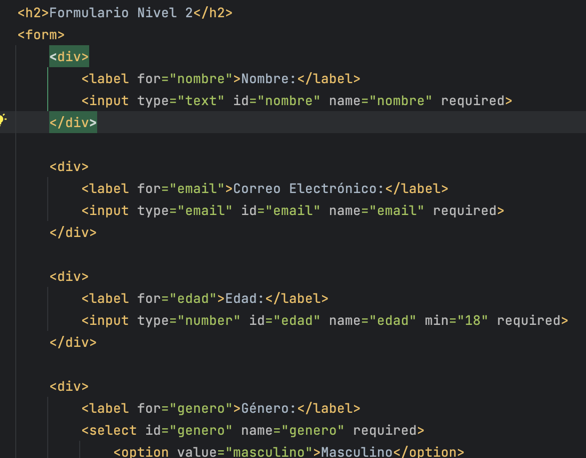 <h2>Formulario Nivel 2</h2>
<form>
<div>
<label for="nombre">Nombre:</label>
<input type="text" id="nombre" name="nombre" required>
</div>
<div>
<label for="email">Correo Electrónico:</label>
<input type="email" id="email" name="email" required>
</div>
<div>
<label for="edad">Edad:</label>
<input type="number" id="edad" name="edad" min="18" required>
</div>
<div>
<label for="genero">Género:</label>
<select id="genero" name="genero" required>
<option value="masculino">Masculino</option>